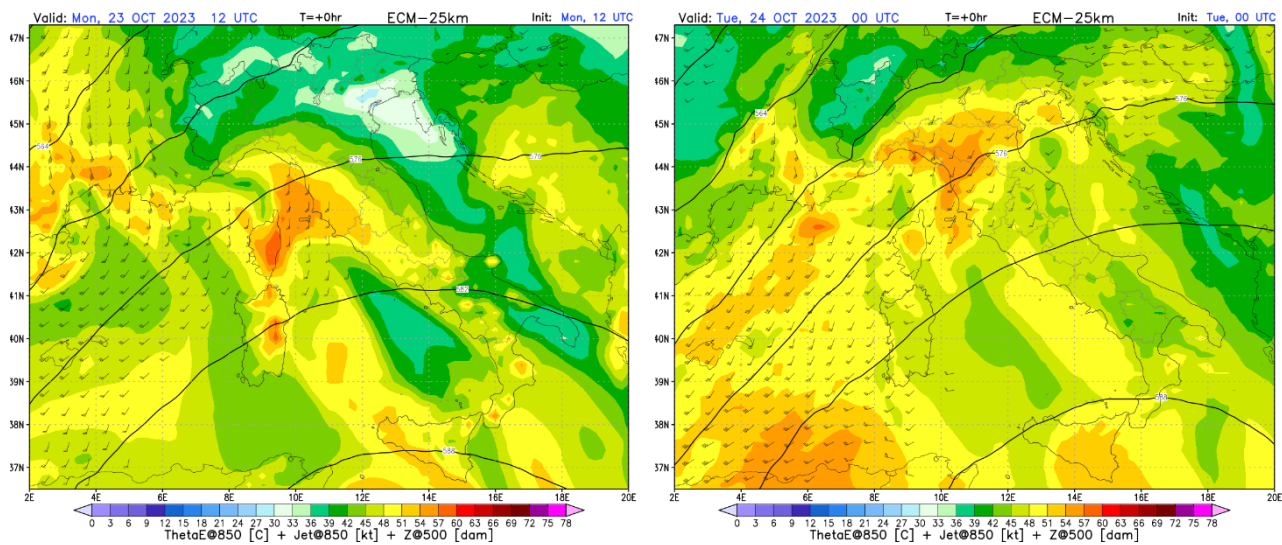 Valid: Mon, 23 OCT 2023 12 UTC T=+0hr ECM-25km Init: Mon, 12 UTC
47N
46N
45N
44N
43N
42N
41N
40N
39N
38N
37N
564
576
576
582
588
2E 4E 6E 8E 10E 12E 14E 16E 18E 20E
0 3 6 9 12 15 18 21 24 27 30 33 36 39 42 45 48 51 54 57 60 63 66 69 72 75 78
ThetaE@850 [C] + Jet@850 [kt] + Z@500 [dam]
Valid: Tue, 24 OCT 2023 00 UTC T=+0hr ECM-25km Init: Tue, 00 UTC
47N
46N
45N
44N
43N
42N
41N
40N
39N
38N
37N
564
576
576
588
2E 4E 6E 8E 10E 12E 14E 16E 18E 20E
0 3 6 9 12 15 18 21 24 27 30 33 36 39 42 45 48 51 54 57 60 63 66 69 72 75 78
ThetaE@850 [C] + Jet@850 [kt] + Z@500 [dam]